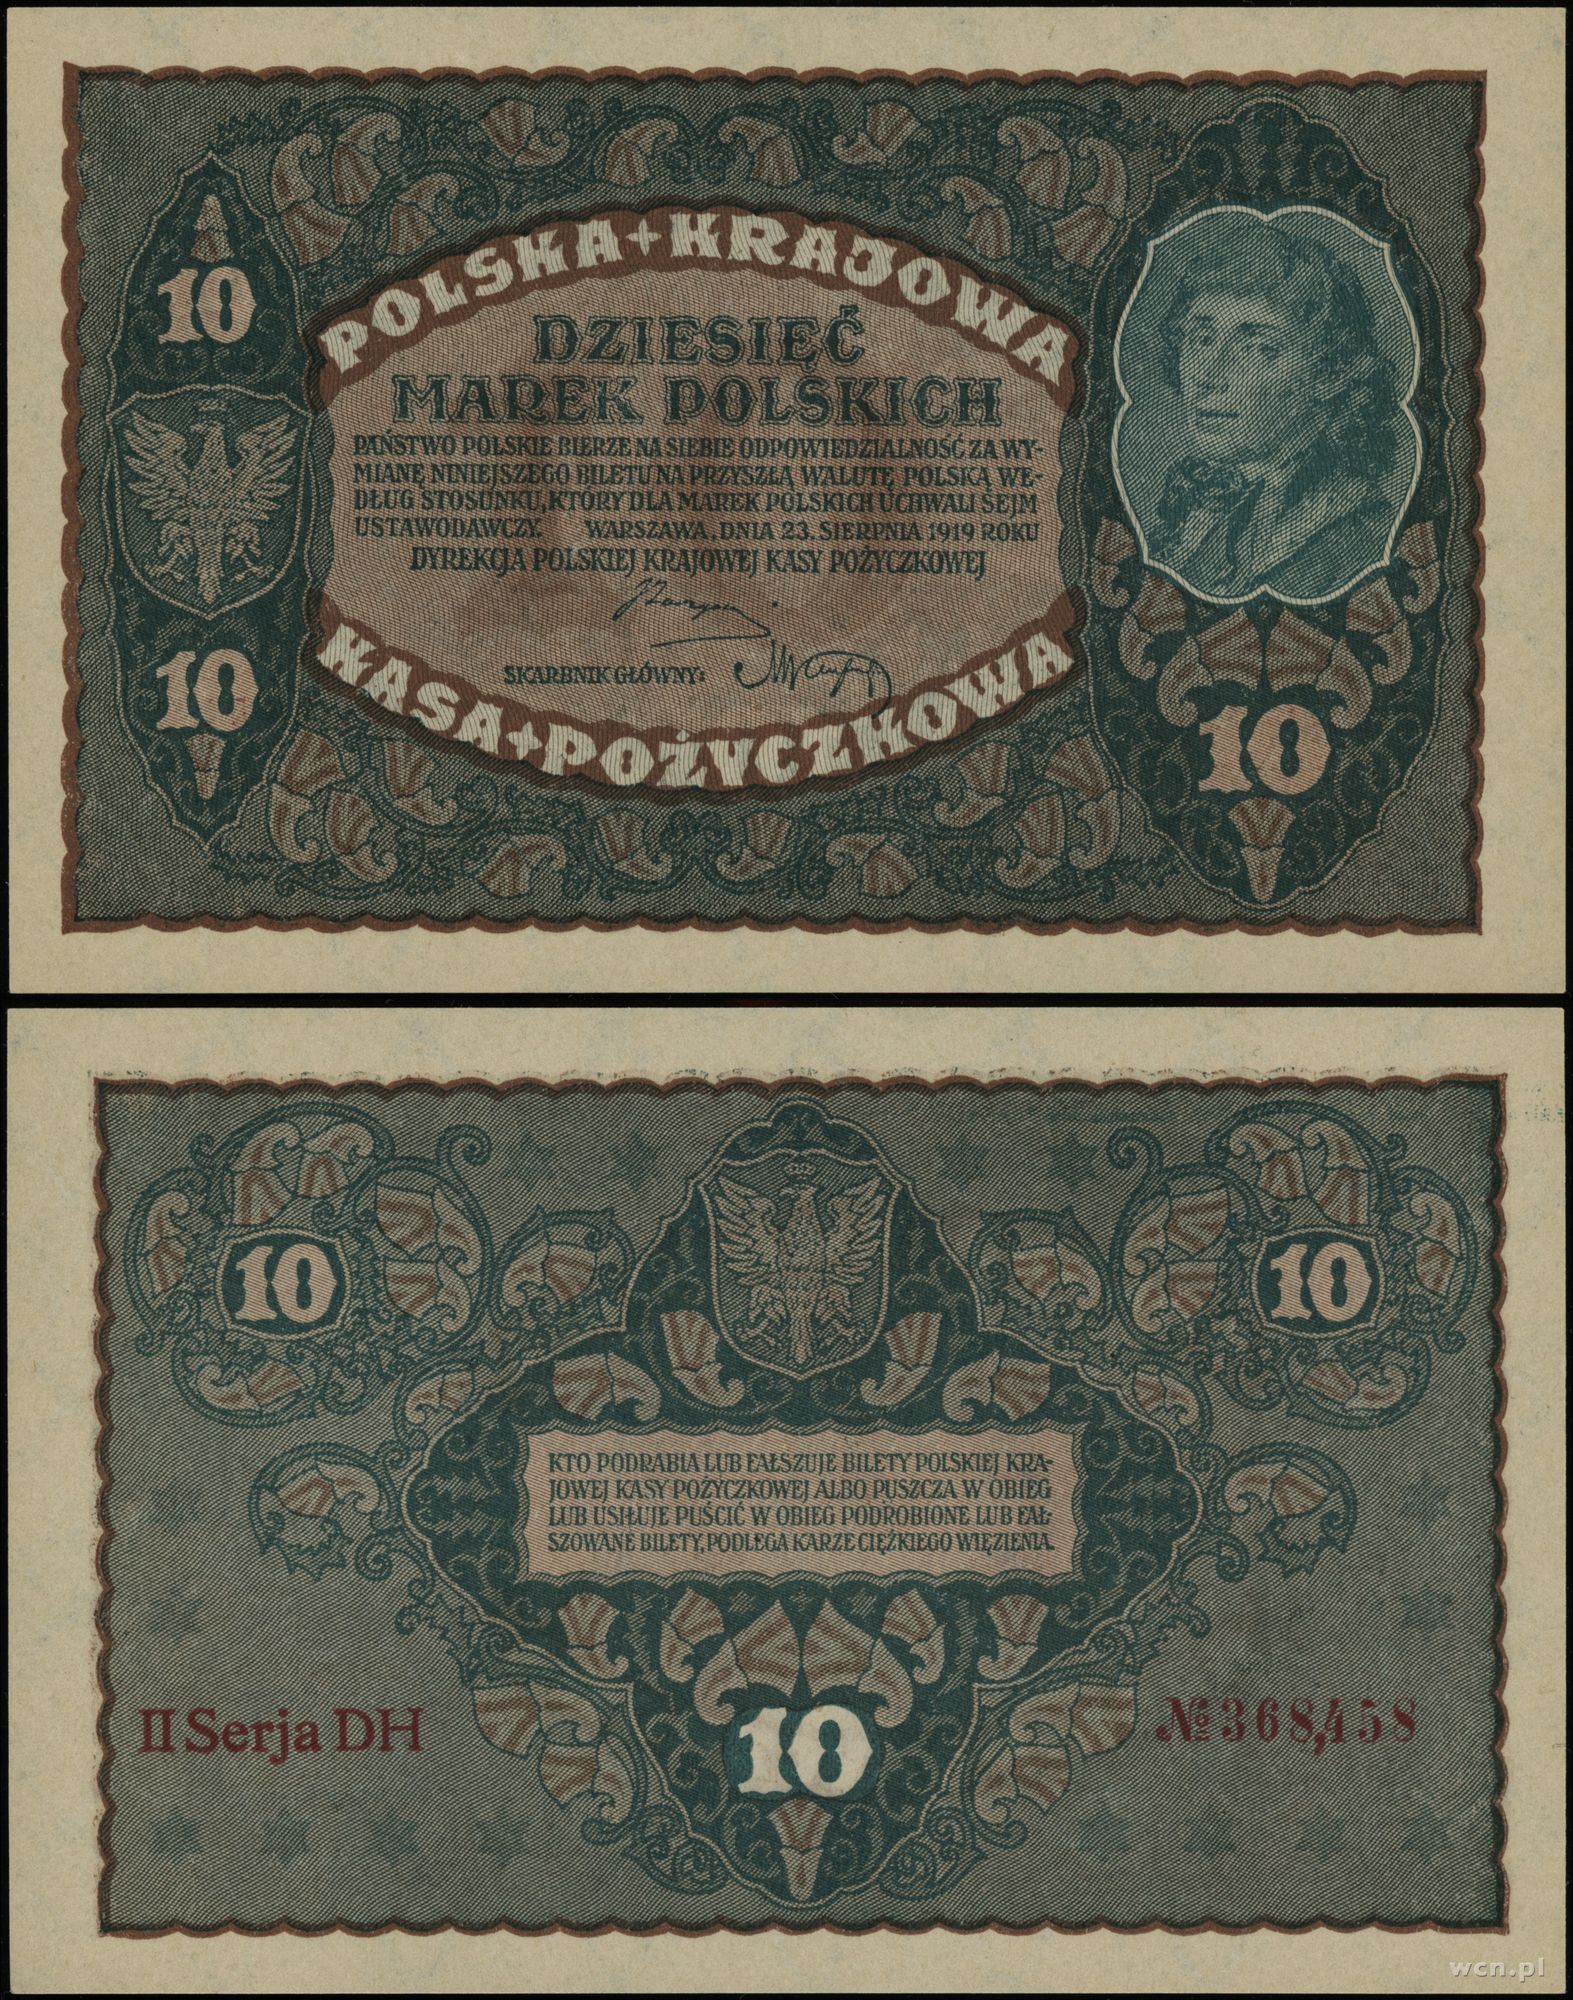 POLSKA + KRAJOWA
10
DZIESIĘĆ
MAREK POLSKICH
PAŃSTWO POLSKIE BIERZE NA SIEBIE ODPOWIEDZIALNOŚĆ ZA WY-
MIANĘ NINIEJSZEGO BILETU NA PRZYSZŁĄ WALUTĘ POLSKĄ WE-
DŁUG STOSUNKU, KTÓRY DLA MAREK POLSKICH UCHWALI SEJM
USTAWODAWCZY. WARSZAWA, DNIA 23. SIERPNIA 1919 ROKU
DYREKCJA POLSKIEJ KRAJOWEJ KASY POŻYCZKOWEJ
SKARBNIK GŁÓWNY:
10
KASA + POŻYCZKOWA
10
10
10
KTO PODRABIA LUB FAŁSZUJE BILETY POLSKIEJ KRA-
JOWEJ KASY POŻYCZKOWEJ ALBO PUSZCZA W OBIEG
LUB USIŁUJE PUŚCIĆ W OBIEG PODROBIONE LUB FAŁ-
SZOWANE BILETY, PODLEGA KARZE CIĘŻKIEGO WIĘZIENIA.
II Serja DH
№ 368,458
10
wcn.pl